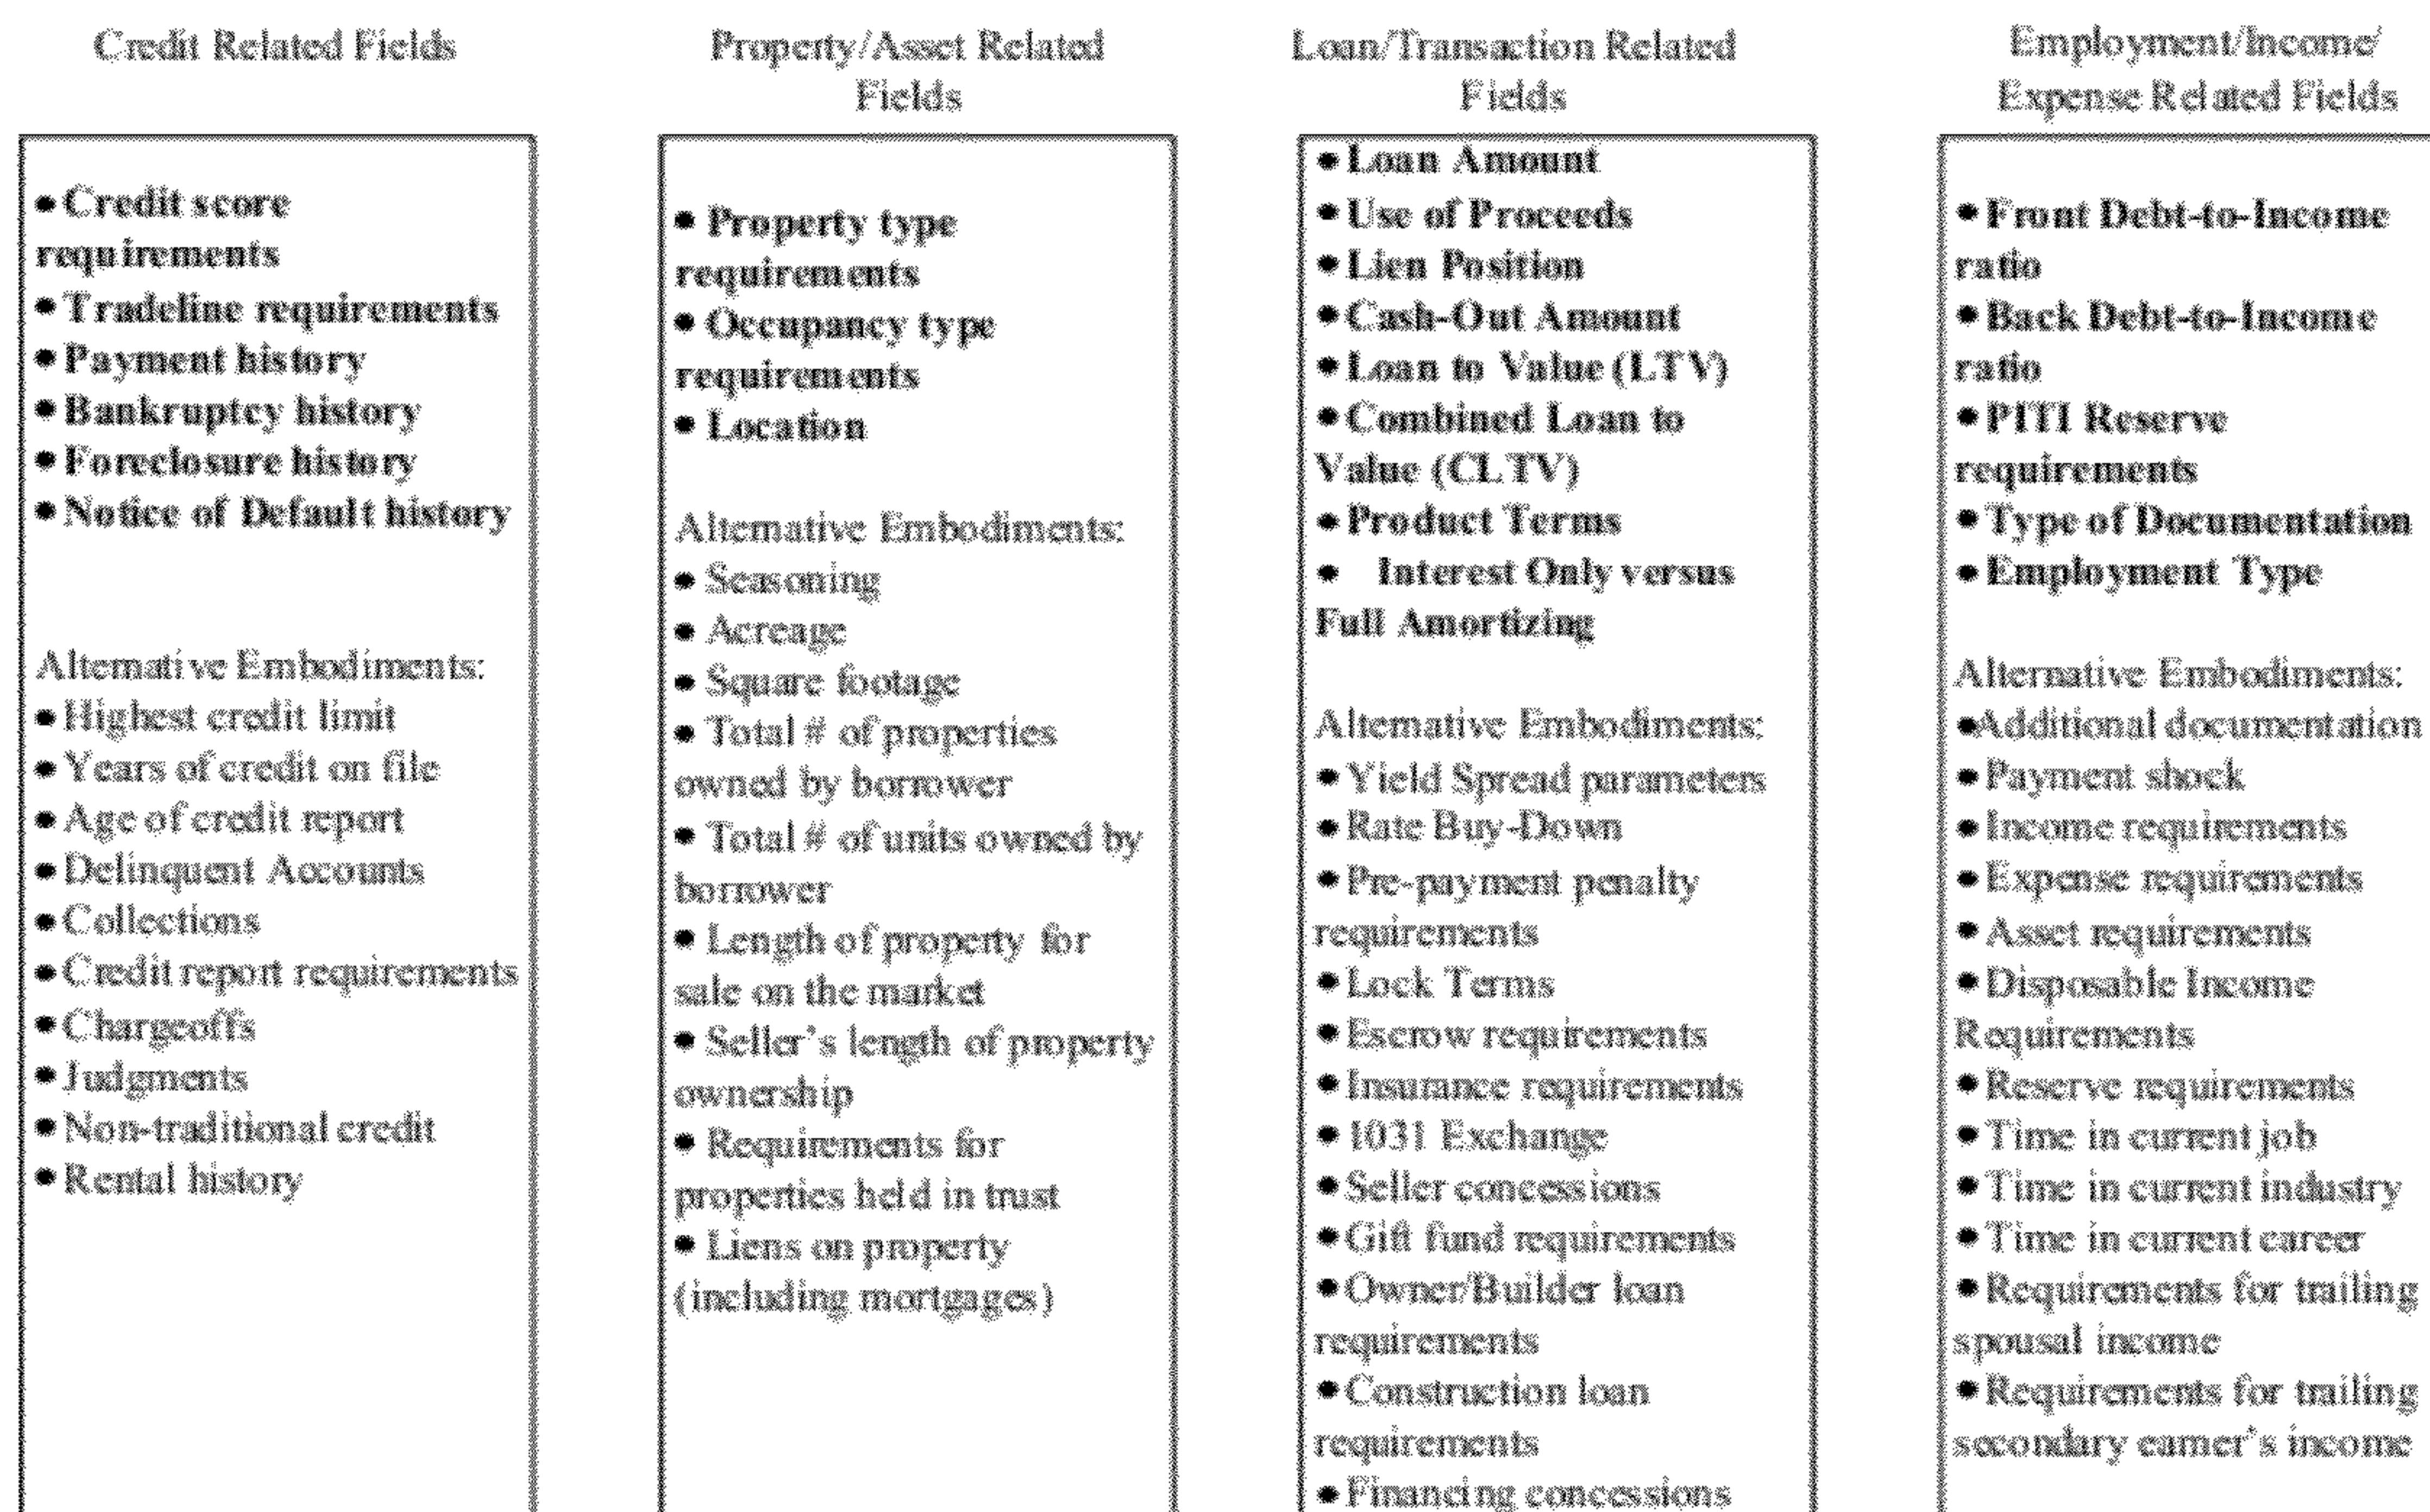 Credit Related Fields
● Credit score
requirements
● Tradeline requirements
● Payment history
● Bankruptcy history
● Foreclosure history
● Notice of Default history
Alternative Embodiments:
● Highest credit limit
● Years of credit on file
● Age of credit report
● Delinquent Accounts
● Collections
● Credit report requirements
● Chargeoffs
● Judgments
● Non-traditional credit
● Rental history
Property/Asset Related
Fields
● Property type
requirements
● Occupancy type
requirements
● Location
Alternative Embodiments:
● Seasoning
● Acreage
● Square footage
● Total # of properties
owned by borrower
● Total # of units owned by
borrower
● Length of property for
sale on the market
● Seller's length of property
ownership
● Requirements for
properties held in trust
● Liens on property
(including mortgages)
Loan/Transaction Related
Fields
● Loan Amount
● Use of Proceeds
● Lien Position
● Cash-Out Amount
● Loan to Value (LTV)
● Combined Loan to
Value (CLTV)
● Product Terms
● Interest Only versus
Full Amortizing
Alternative Embodiments:
● Yield Spread parameters
● Rate Buy-Down
● Pre-payment penalty
requirements
● Lock Terms
● Escrow requirements
● Insurance requirements
● 1031 Exchange
● Seller concessions
● Gift fund requirements
● Owner/Builder loan
requirements
● Construction loan
requirements
● Financing concessions
Employment/Income/
Expense Related Fields
● Front Debt-to-Income
ratio
● Back Debt-to-Income
ratio
● PITI Reserve
requirements
● Type of Documentation
● Employment Type
Alternative Embodiments:
● Additional documentation
● Payment shock
● Income requirements
● Expense requirements
● Asset requirements
● Disposable Income
Requirements
● Reserve requirements
● Time in current job
● Time in current industry
● Time in current career
● Requirements for trailing
spousal income
● Requirements for trailing
secondary earner's income